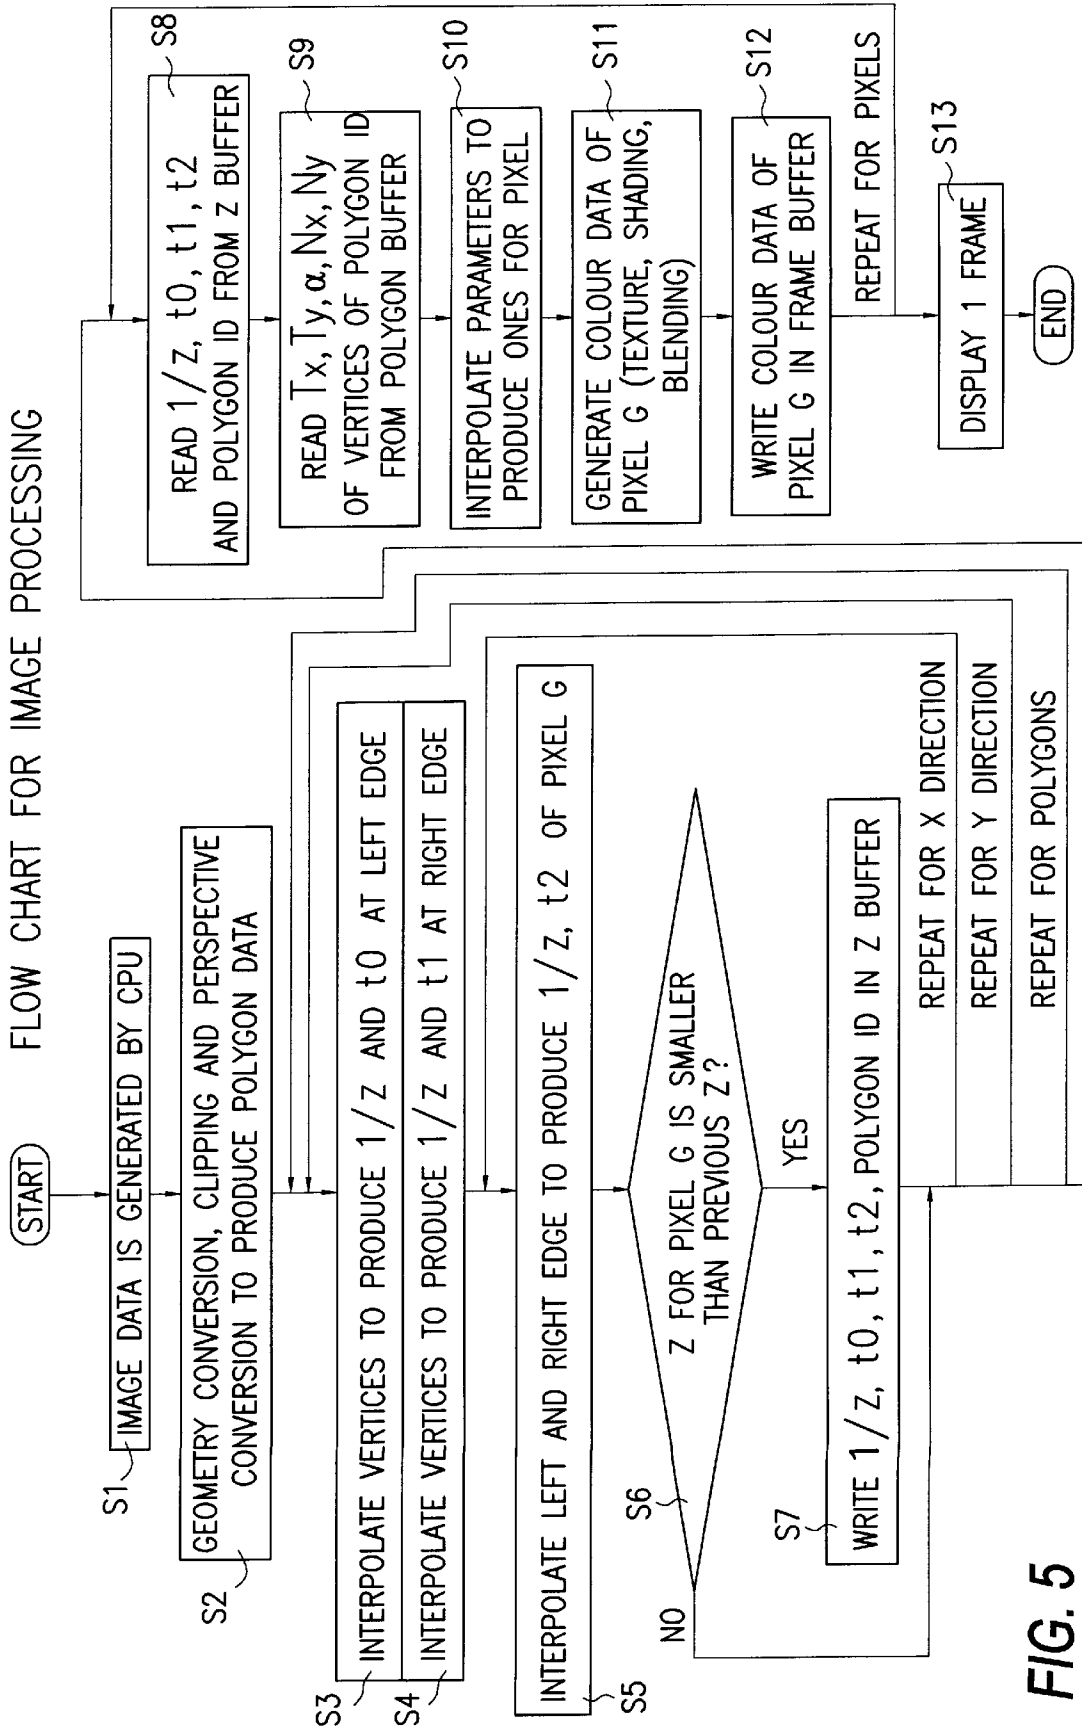 FLOW CHART FOR IMAGE PROCESSING
START
S1
IMAGE DATA IS GENERATED BY CPU
S2
GEOMETRY CONVERSION, CLIPPING AND PERSPECTIVE
CONVERSION TO PRODUCE POLYGON DATA
S3
INTERPOLATE VERTICES TO PRODUCE 1/Z AND t0 AT LEFT EDGE
S4
INTERPOLATE VERTICES TO PRODUCE 1/Z AND t1 AT RIGHT EDGE
S5
INTERPOLATE LEFT AND RIGHT EDGE TO PRODUCE 1/Z, t2 OF PIXEL G
S6
Z FOR PIXEL G IS SMALLER
THAN PREVIOUS Z?
NO
YES
S7
WRITE 1/Z, t0, t1, t2, POLYGON ID IN Z BUFFER
REPEAT FOR X DIRECTION
REPEAT FOR Y DIRECTION
REPEAT FOR POLYGONS
S8
READ 1/Z, t0, t1, t2
AND POLYGON ID FROM Z BUFFER
S9
READ Tx, Ty, α, Nx, Ny
OF VERTICES OF POLYGON ID
FROM POLYGON BUFFER
S10
INTERPOLATE PARAMETERS TO
PRODUCE ONES FOR PIXEL
S11
GENERATE COLOUR DATA OF
PIXEL G (TEXTURE, SHADING,
BLENDING)
S12
WRITE COLOUR DATA OF
PIXEL G IN FRAME BUFFER
REPEAT FOR PIXELS
S13
DISPLAY 1 FRAME
END
FIG. 5